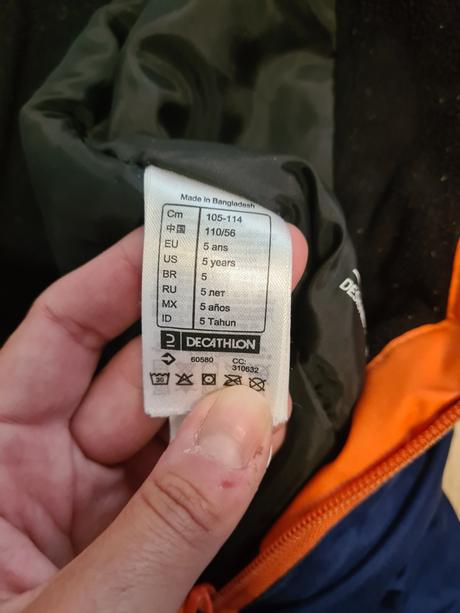 Made in Bangladesh
Cm 105-114
中国 110/56
EU 5 ans
US 5 years
BR 5
RU 5 лет
MX 5 años
ID 5 Tahun
DECATHLON
60580 CC: 310632
30